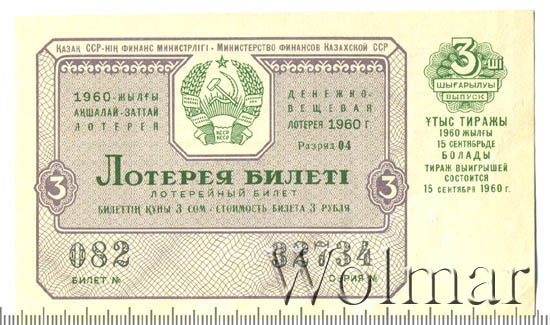 Қазақ ССР-нің Финанс Министрлігі · Министерство Финансов Казахской ССР
1960-жылғы
ақшалай-заттай
лотерея
Денежно-
вещевая
лотерея 1960 г
Разряд 04
3
3
Лотерея билеті
лотерейный билет
Билеттің құны 3 сом · Стоимость билета 3 рубля
082
32734
билет №
серия №
3-ші
шығарылуы
выпуск
Ұтыс тиражы
1960 жылғы
15 сентябрьде
болады
Тираж выигрышей
состоится
15 сентября 1960 г.
Wolmar